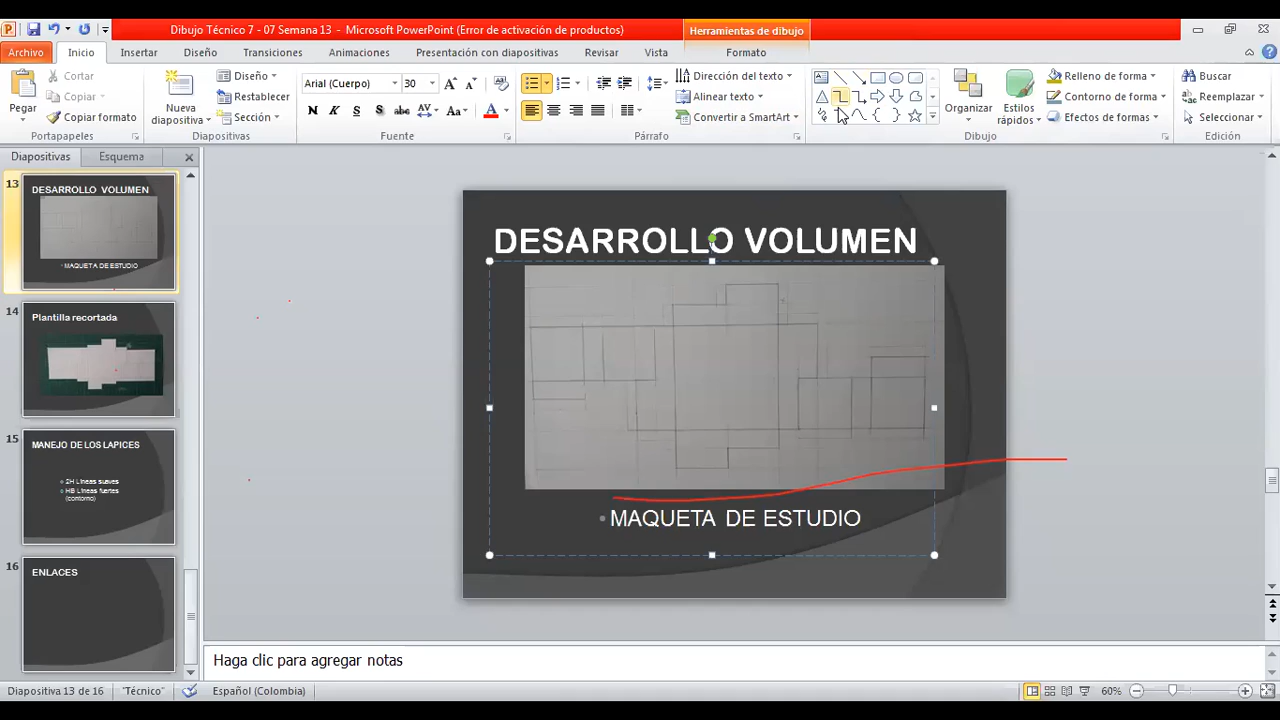 Dibujo Técnico 7 - 07 Semana 13 - Microsoft PowerPoint (Error de activación de productos)
Herramientas de dibujo
Archivo
Inicio
Insertar
Diseño
Transiciones
Animaciones
Presentación con diapositivas
Revisar
Vista
Formato
Pegar
Cortar
Copiar
Copiar formato
Portapapeles
Nueva
diapositiva
Diseño
Restablecer
Sección
Diapositivas
Arial (Cuerpo)
30
N K S abc AV Aa A
Fuente
Párrafo
Dirección del texto
Alinear texto
Convertir a SmartArt
Organizar
Estilos
rápidos
Relleno de forma
Contorno de forma
Efectos de formas
Dibujo
Buscar
Reemplazar
Seleccionar
Edición
Diapositivas
Esquema
13
DESARROLLO VOLUMEN
MAQUETA DE ESTUDIO
14
Plantilla recortada
15
MANEJO DE LOS LAPICES
2H Líneas suaves
HB Líneas fuertes
(contorno)
16
ENLACES
DESARROLLO VOLUMEN
MAQUETA DE ESTUDIO
Haga clic para agregar notas
Diapositiva 13 de 16
"Técnico"
Español (Colombia)
60%